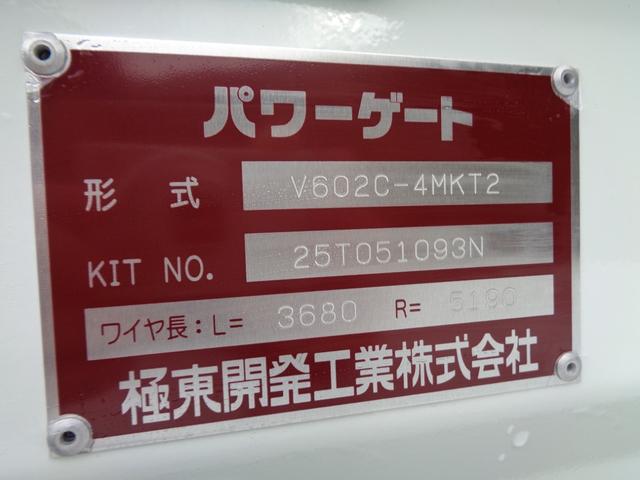 パワーゲート
形式 V602C-4MKT2
KIT NO. 25T051093N
ワイヤ長：L= 3680 R= 5190
極東開発工業株式会社